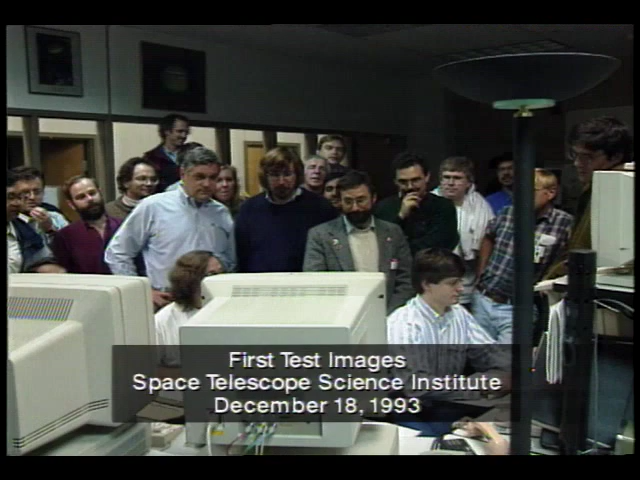 First Test Images
Space Telescope Science Institute
December 18, 1993